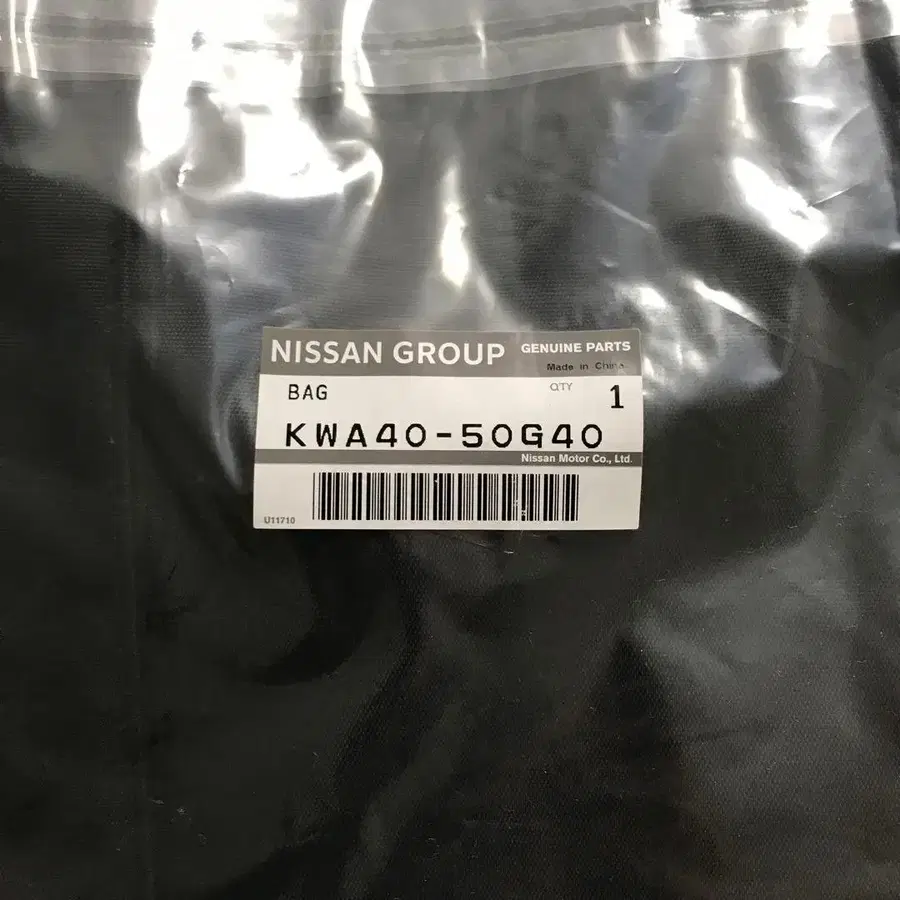 NISSAN GROUP GENUINE PARTS
Made in China
BAG QTY 1
KWA40-50G40
Nissan Motor Co., Ltd.
U11710